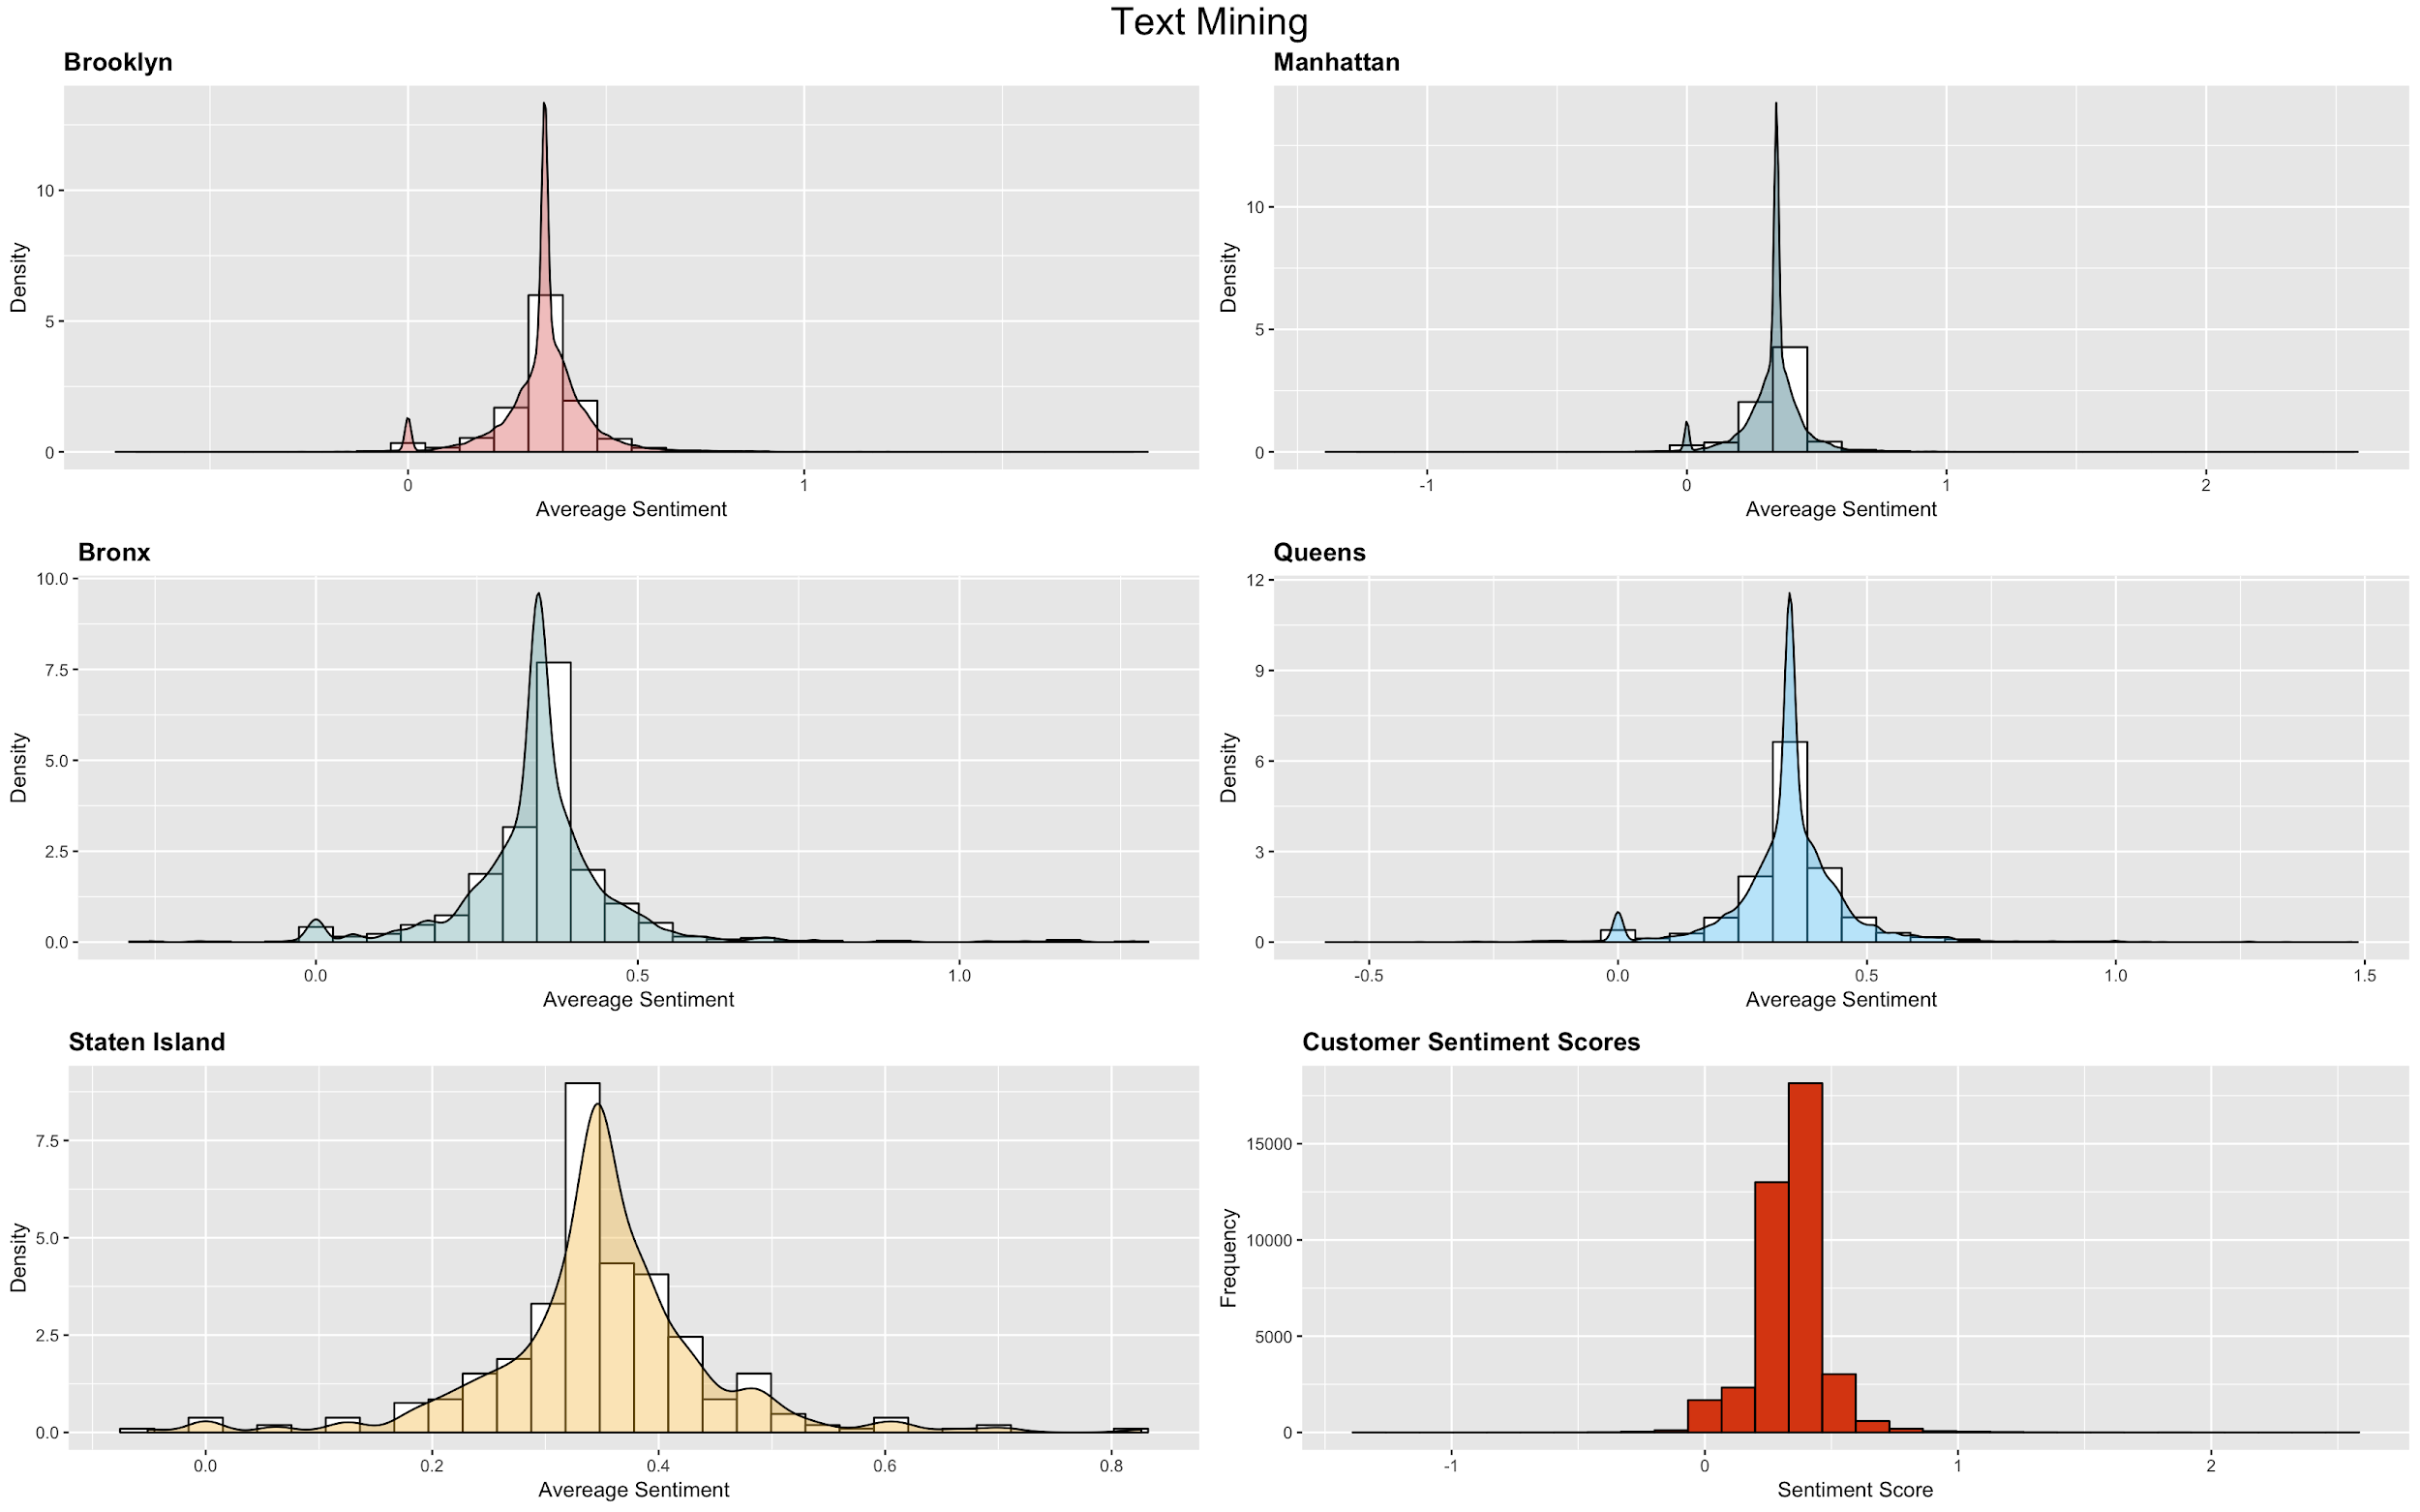 Text Mining
Brooklyn
Density
10
5
0
0 1
Avereage Sentiment
Manhattan
Density
10
5
0
-1 0 1 2
Avereage Sentiment
Bronx
Density
10.0
7.5
5.0
2.5
0.0
0.0 0.5 1.0
Avereage Sentiment
Queens
Density
12
9
6
3
0
-0.5 0.0 0.5 1.0 1.5
Avereage Sentiment
Staten Island
Density
7.5
5.0
2.5
0.0
0.0 0.2 0.4 0.6 0.8
Avereage Sentiment
Customer Sentiment Scores
Frequency
15000
10000
5000
0
-1 0 1 2
Sentiment Score